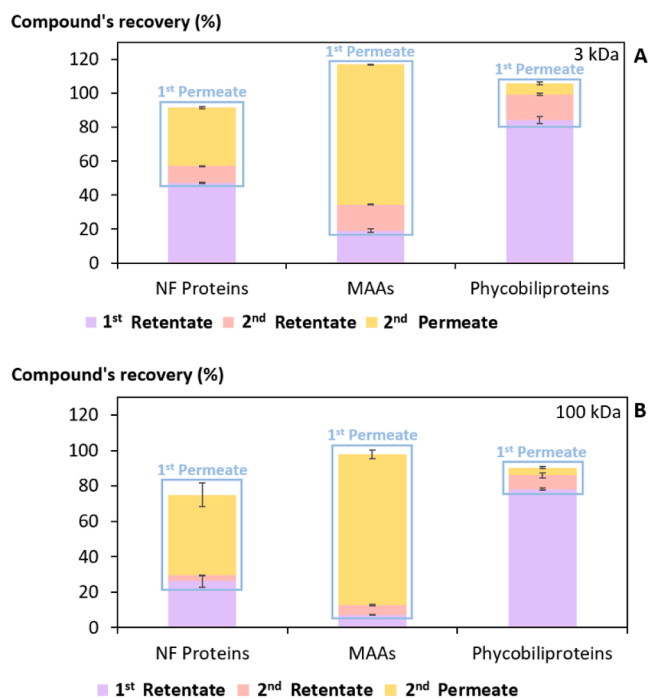 Compound's recovery (%)
3 kDa
A
120
100
80
60
40
20
0
1st Permeate
1st Permeate
1st Permeate
NF Proteins
MAAs
Phycobiliproteins
1st Retentate 2nd Retentate 2nd Permeate
Compound's recovery (%)
100 kDa
B
120
100
80
60
40
20
0
1st Permeate
1st Permeate
1st Permeate
NF Proteins
MAAs
Phycobiliproteins
1st Retentate 2nd Retentate 2nd Permeate